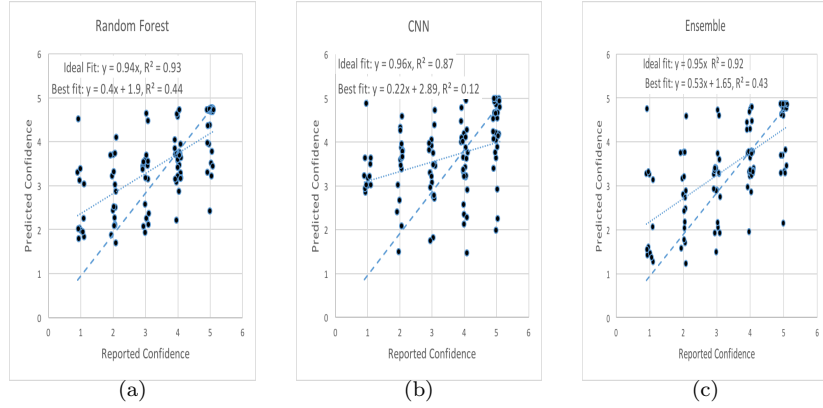 Random Forest
Ideal Fit: y = 0.94x, R² = 0.93
Best fit: y = 0.4x + 1.9, R² = 0.44
6
5
4
3
2
1
0
0 1 2 3 4 5 6
Predicted Confidence
Reported Confidence
(a)
CNN
Ideal fit: y = 0.96x, R² = 0.87
Best fit: y = 0.22x + 2.89, R² = 0.12
6
5
4
3
2
1
0
0 1 2 3 4 5 6
Predicted Confidence
Reported Confidence
(b)
Ensemble
Ideal fit: y = 0.95x R² = 0.92
Best fit: y = 0.53x + 1.65, R² = 0.43
6
5
4
3
2
1
0
0 1 2 3 4 5 6
Predicted Confidence
Reported Confidence
(c)